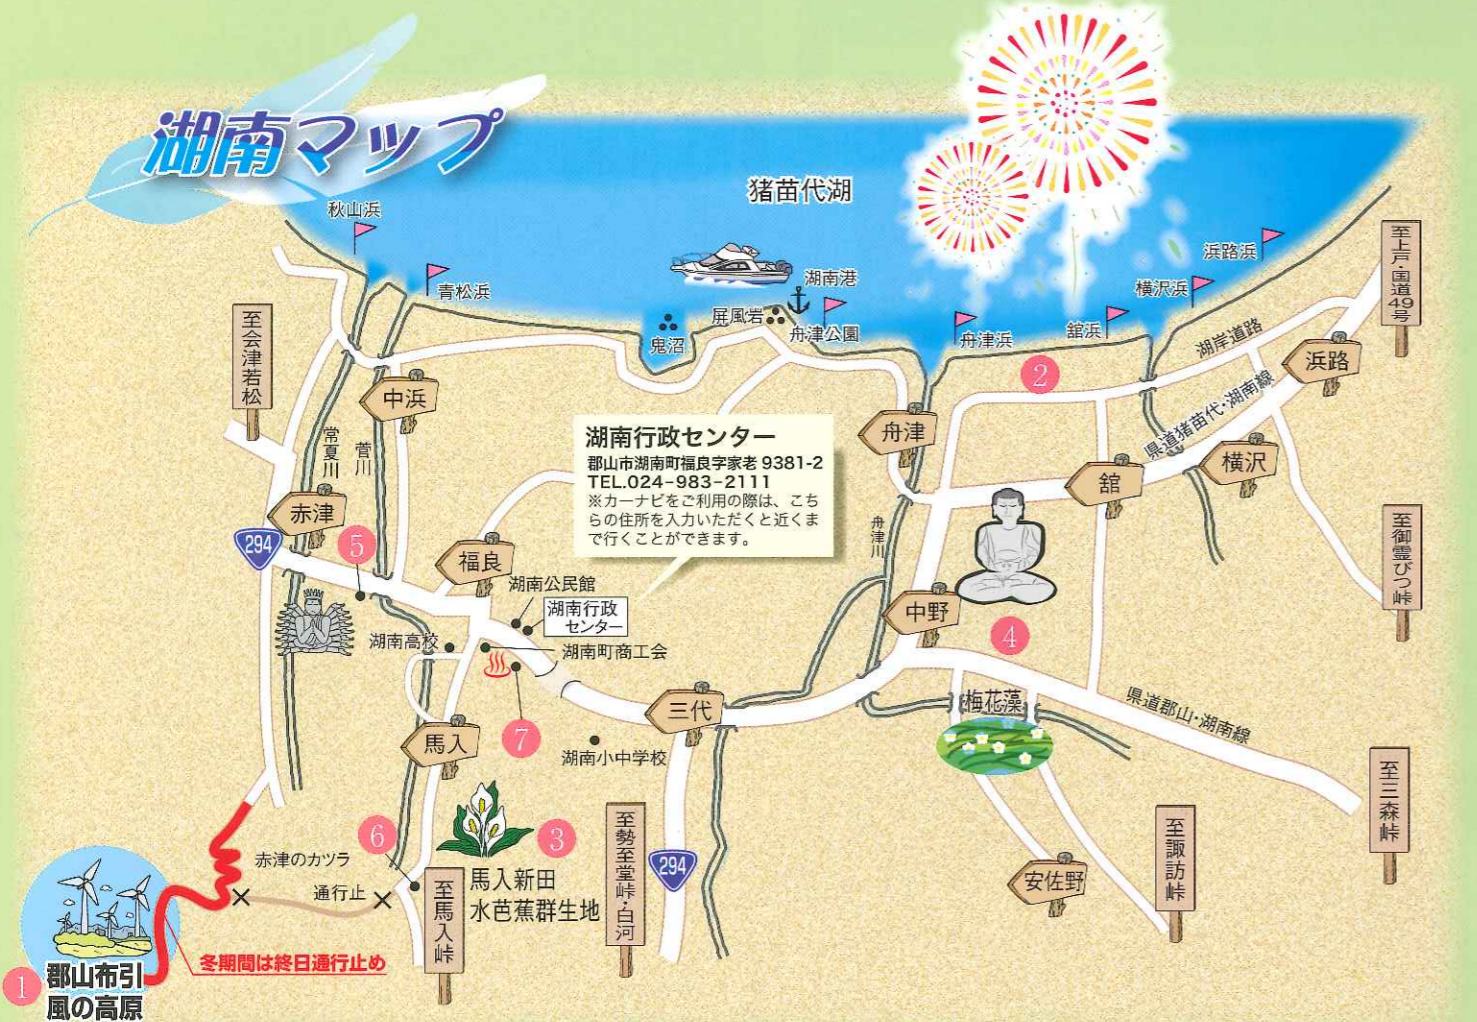 湖南マップ
猪苗代湖
秋山浜
青松浜
鬼沼
屏風岩
湖南港
舟津公園
舟津浜
舘浜
横沢浜
浜路浜
湖岸道路
県道猪苗代・湖南線
至上戸・国道49号
浜路
横沢
舘
舟津
中浜
至会津若松
常夏川
菅川
赤津
294
5
2
湖南行政センター
郡山市湖南町福良字家老 9381-2
TEL.024-983-2111
※カーナビをご利用の際は、こち
らの住所を入力いただくと近くま
で行くことができます。
福良
湖南公民館
湖南行政
センター
湖南高校
湖南町商工会
舟津川
中野
4
至御霊びつ峠
三代
馬入
7
湖南小中学校
梅花藻
県道郡山・湖南線
至三森峠
至諏訪峠
安佐野
294
至勢至堂峠・白河
3
馬入新田
水芭蕉群生地
6
至馬入峠
赤津のカツラ
通行止
冬期間は終日通行止め
1
郡山布引
風の高原